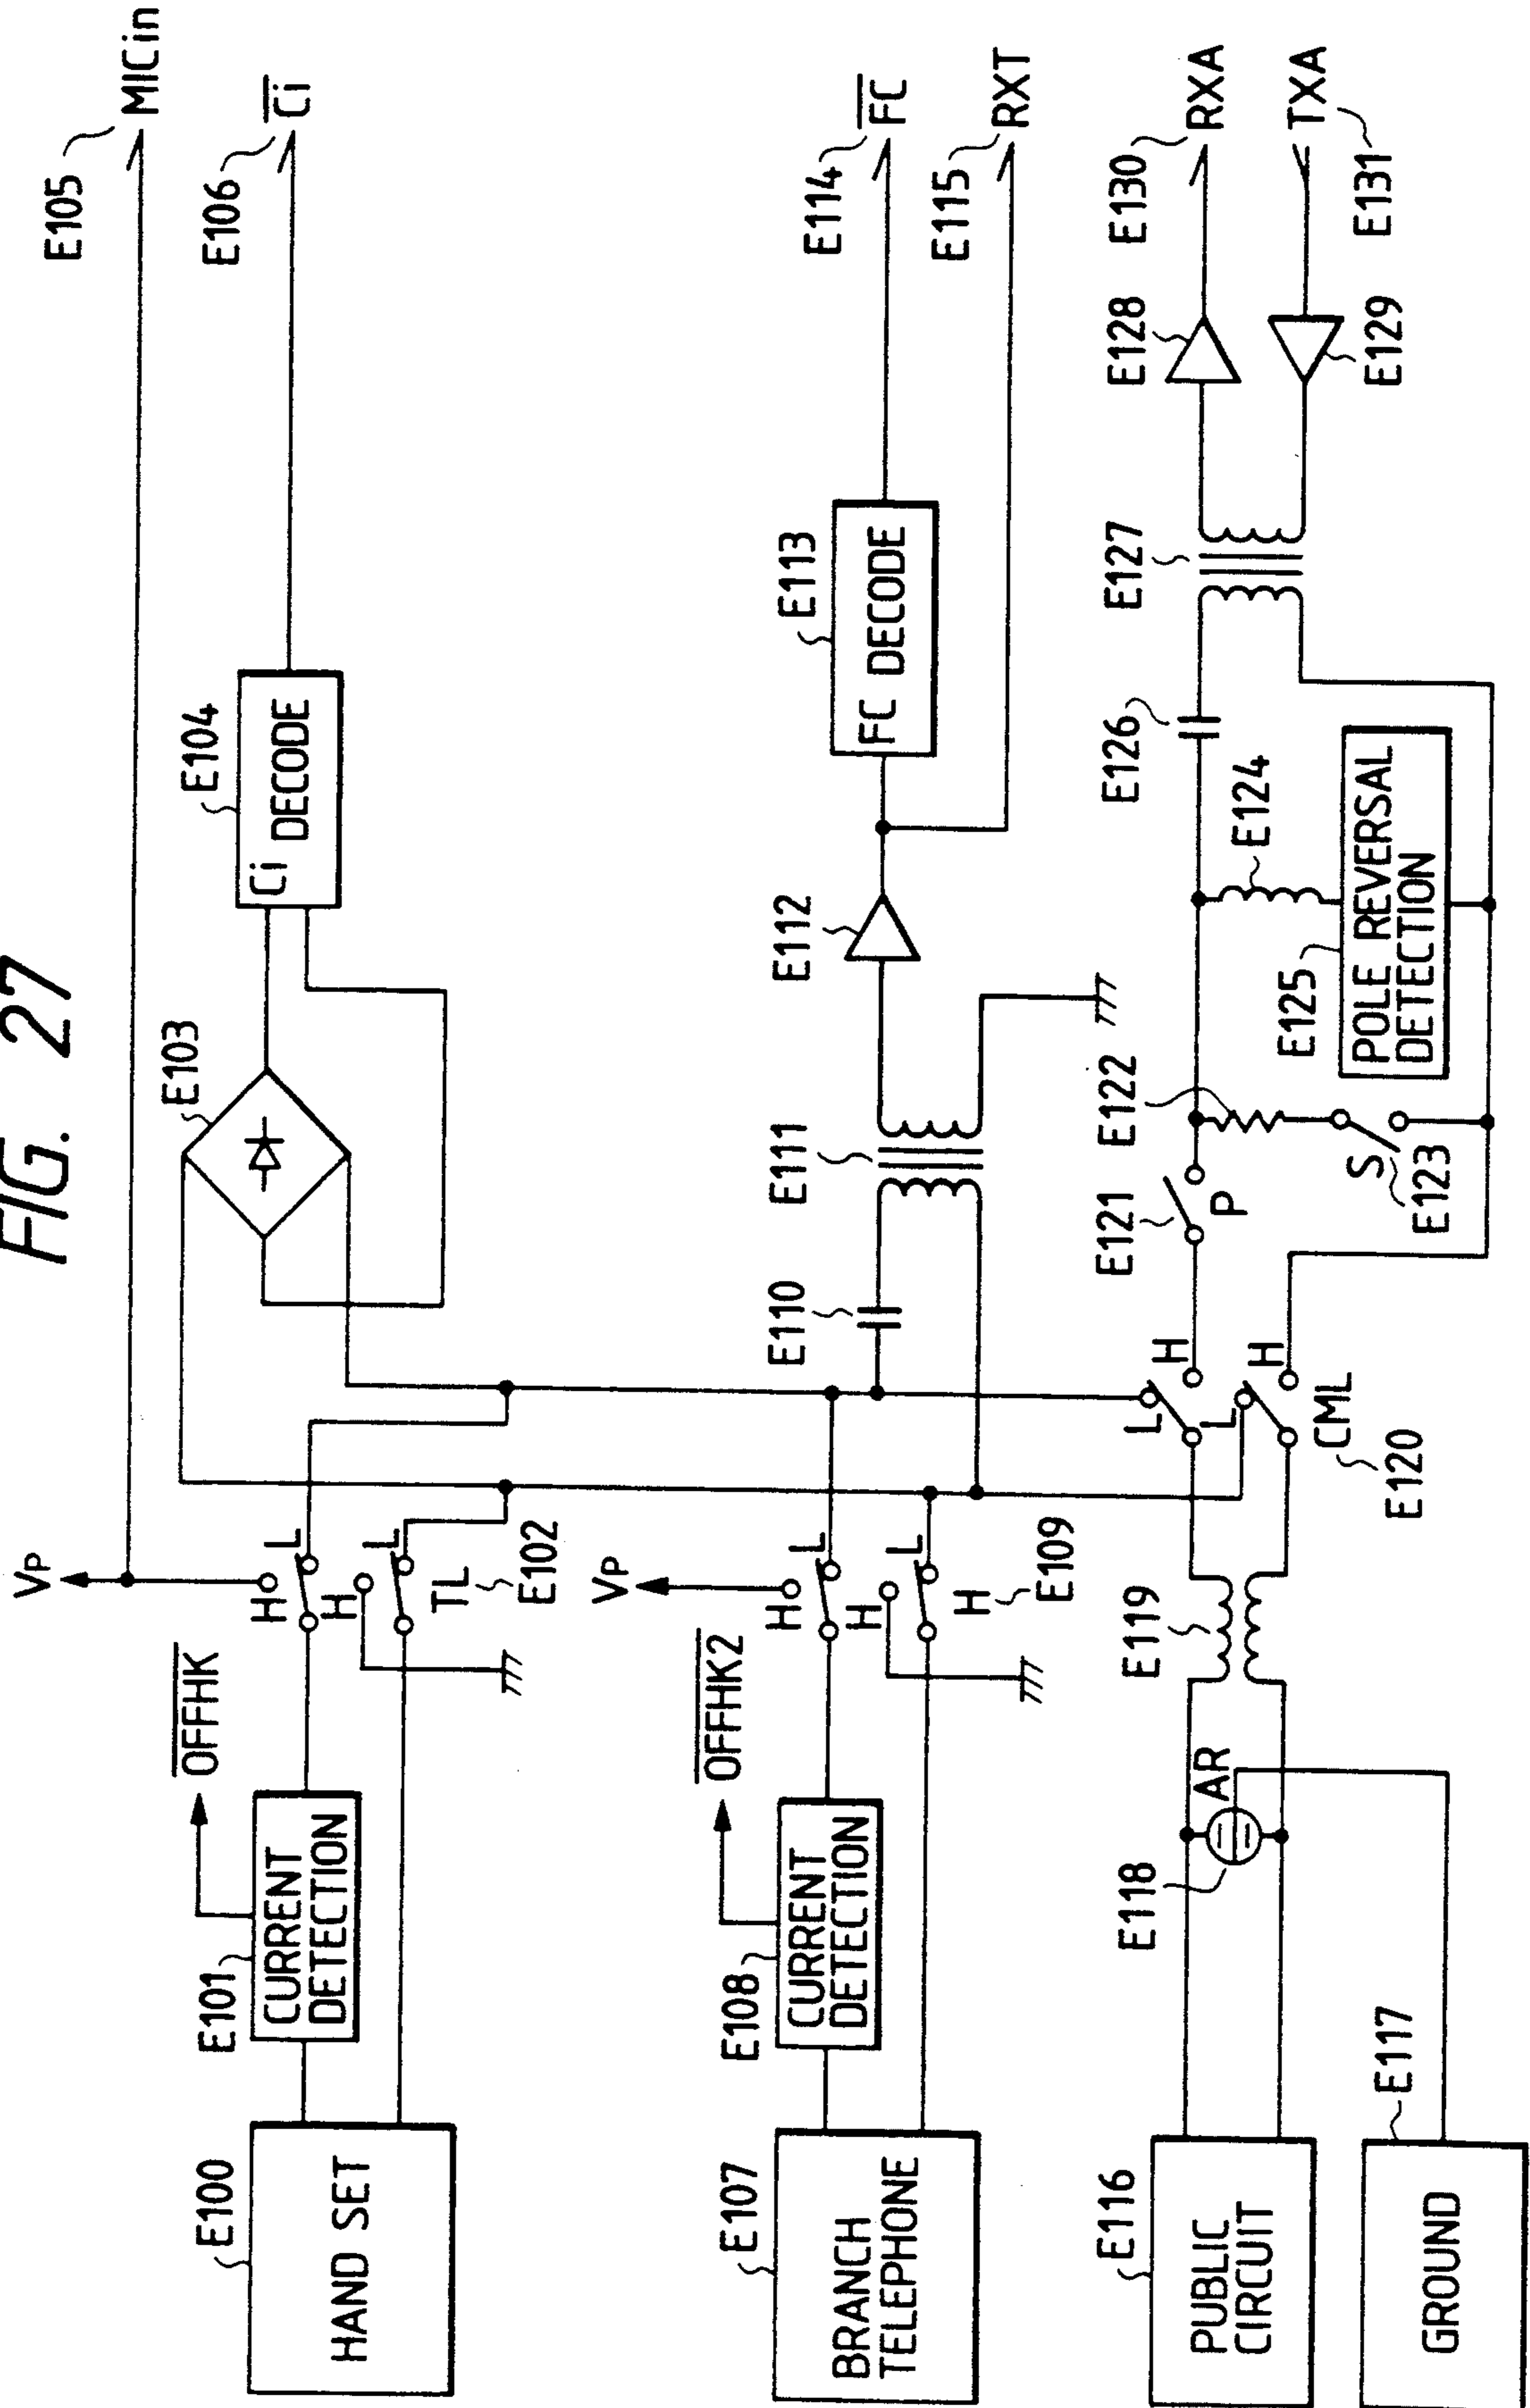 FIG. 27
E105
MICin
E106
Ci
E104
Ci
DECODE
E103
VP
H
L
H
L
TL
E102
OFFHK
E101
CURRENT
DETECTION
E100
HAND SET
E114
FC
E115
RXT
E113
FC DECODE
E112
E111
E110
VP
H
L
H
L
H
E109
OFFHK2
E108
CURRENT
DETECTION
E107
BRANCH
TELEPHONE
E130
RXA
TXA
E131
E128
E129
E127
E126
E124
E125
POLE REVERSAL
DETECTION
E122
S
E123
E121
P
H
L
H
L
CML
E120
E119
AR
E118
E116
PUBLIC
CIRCUIT
E117
GROUND